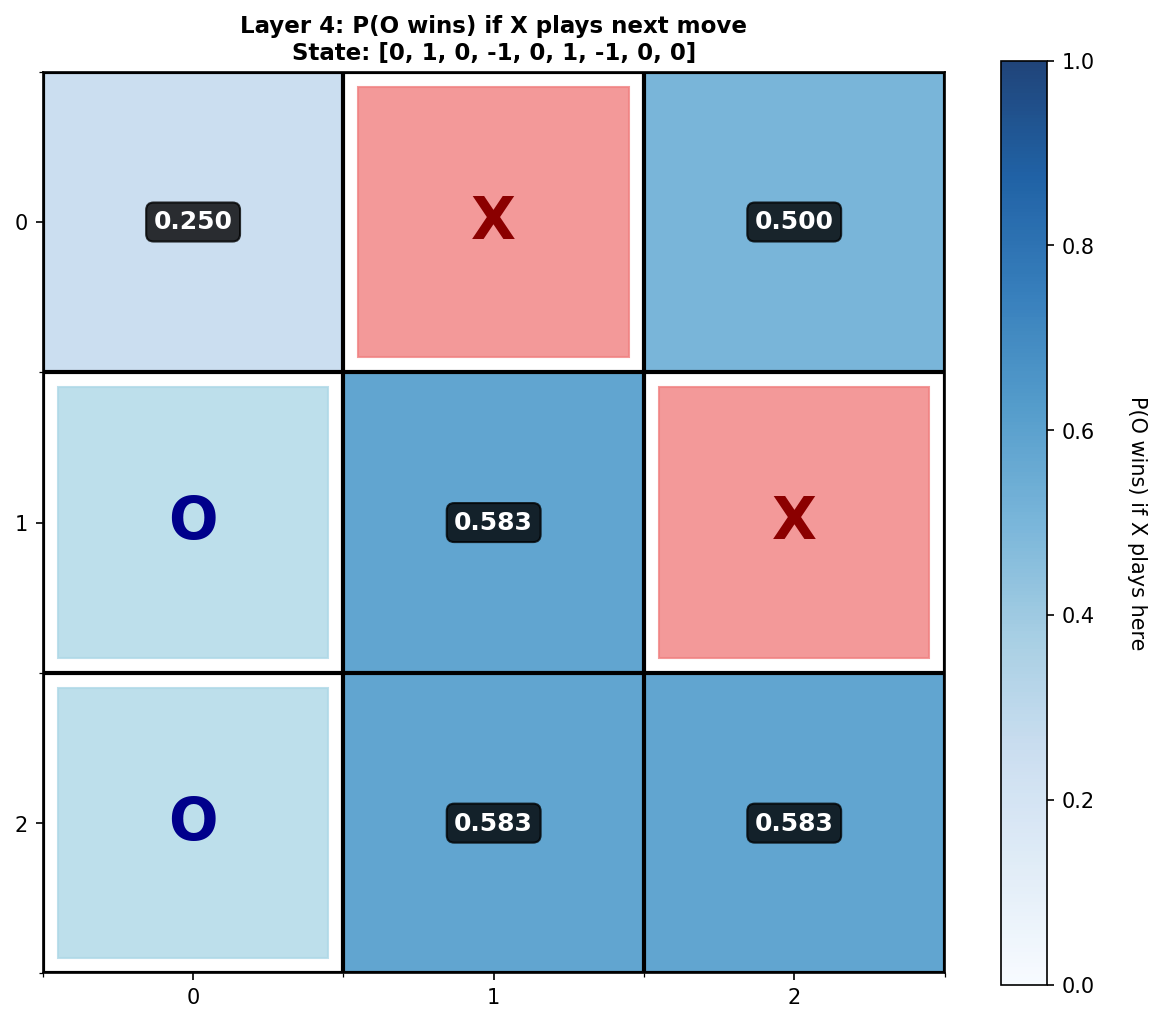 Layer 4: P(O wins) if X plays next move
State: [0, 1, 0, -1, 0, 1, -1, 0, 0]
0
0.250
X
0.500
1
O
0.583
X
2
O
0.583
0.583
0
1
2
1.0
0.8
0.6
0.4
0.2
0.0
P(O wins) if X plays here